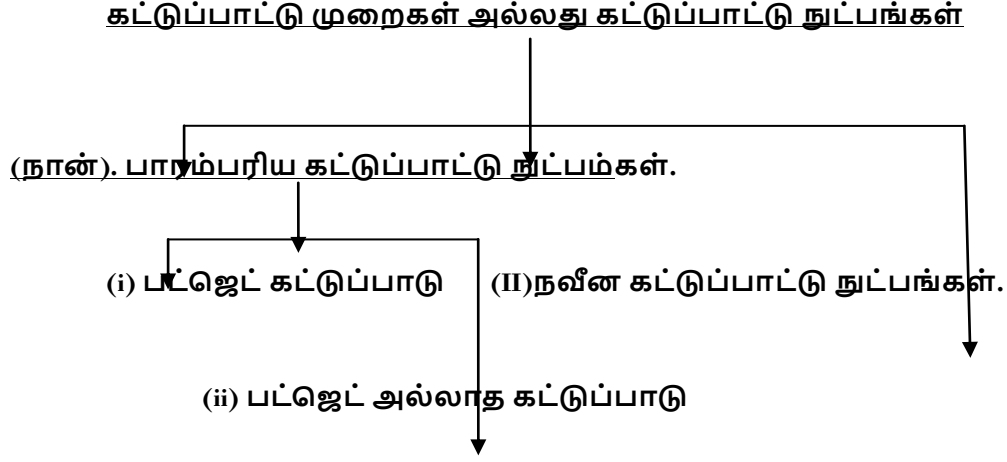 கட்டுப்பாட்டு முறைகள் அல்லது கட்டுப்பாட்டு நுட்பங்கள்
(நான்). பாரம்பரிய கட்டுப்பாட்டு நுட்பம்கள்.
(i) பட்ஜெட் கட்டுப்பாடு (II)நவீன கட்டுப்பாட்டு நுட்பங்கள்.
(ii) பட்ஜெட் அல்லாத கட்டுப்பாடு